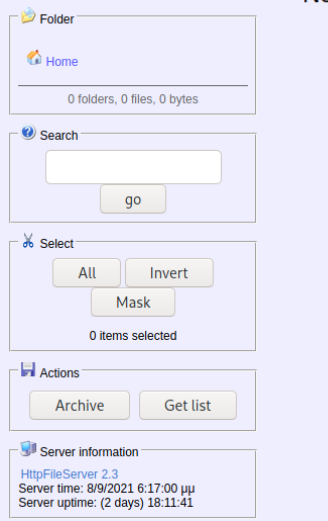 Folder
Home
0 folders, 0 files, 0 bytes
Search
go
Select
All Invert
Mask
0 items selected
Actions
Archive Get list
Server information
HttpFileServer 2.3
Server time: 8/9/2021 6:17:00 μμ
Server uptime: (2 days) 18:11:41